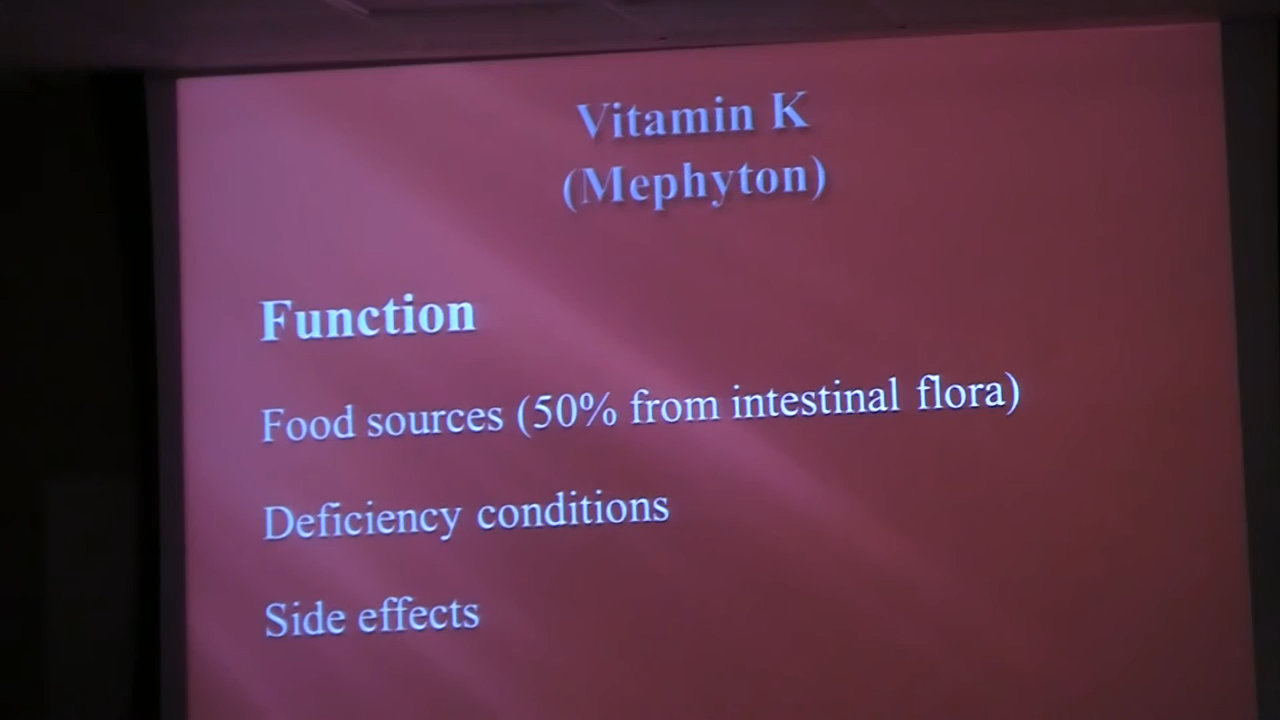 Vitamin K
(Mephyton)
Function
Food sources (50% from intestinal flora)
Deficiency conditions
Side effects